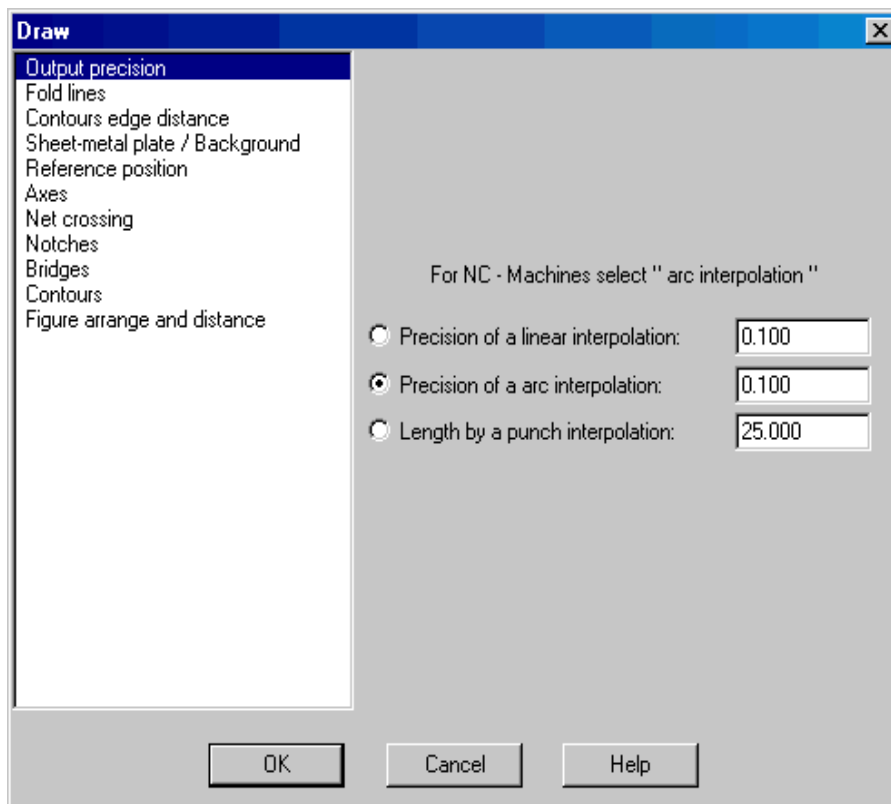 Draw
Output precision
Fold lines
Contours edge distance
Sheet-metal plate / Background
Reference position
Axes
Net crossing
Notches
Bridges
Contours
Figure arrange and distance
For NC - Machines select " arc interpolation "
Precision of a linear interpolation: 0.100
Precision of a arc interpolation: 0.100
Length by a punch interpolation: 25.000
OK Cancel Help